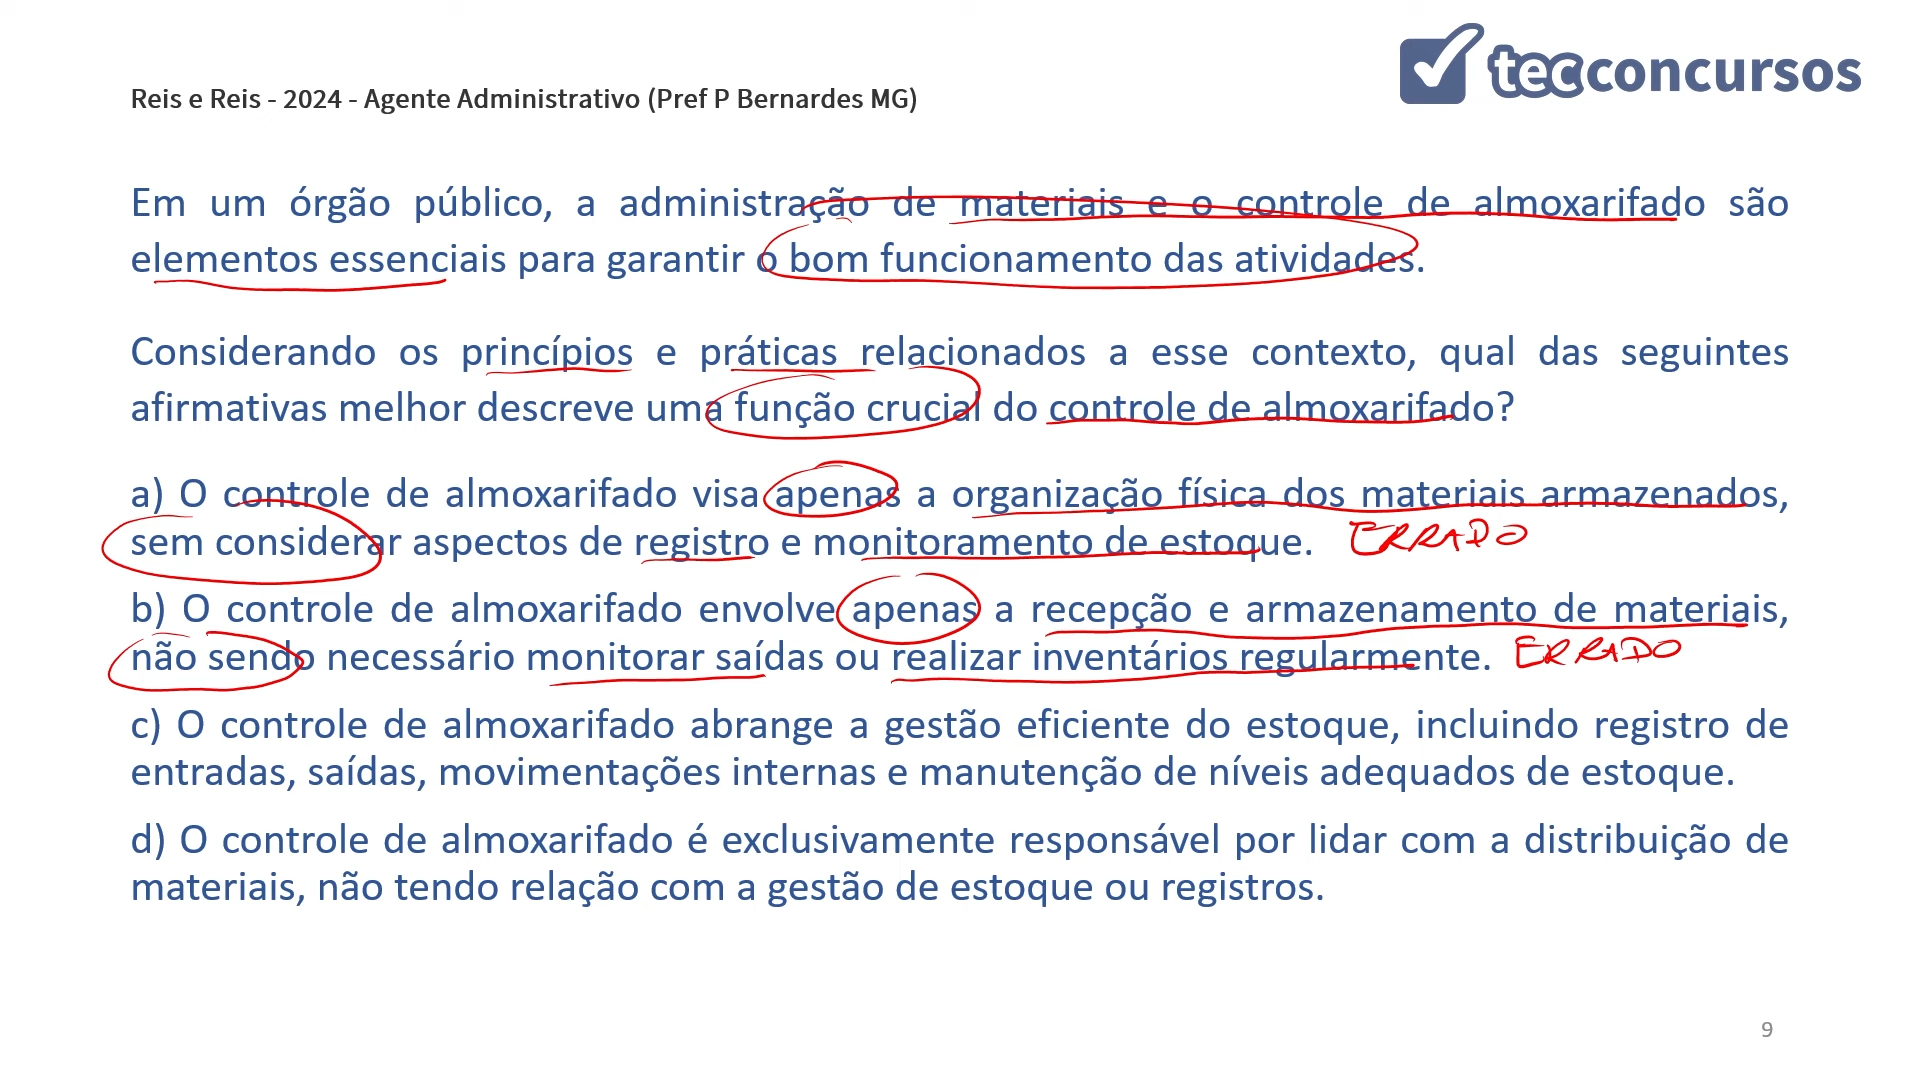 tecconcursos
Reis e Reis - 2024 - Agente Administrativo (Pref P Bernardes MG)
Em um órgão público, a administração de materiais e o controle de almoxarifado são
elementos essenciais para garantir o bom funcionamento das atividades.
Considerando os princípios e práticas relacionados a esse contexto, qual das seguintes
afirmativas melhor descreve uma função crucial do controle de almoxarifado?
a) O controle de almoxarifado visa apenas a organização física dos materiais armazenados,
sem considerar aspectos de registro e monitoramento de estoque. ERRADO
b) O controle de almoxarifado envolve apenas a recepção e armazenamento de materiais,
não sendo necessário monitorar saídas ou realizar inventários regularmente. ERRADO
c) O controle de almoxarifado abrange a gestão eficiente do estoque, incluindo registro de
entradas, saídas, movimentações internas e manutenção de níveis adequados de estoque.
d) O controle de almoxarifado é exclusivamente responsável por lidar com a distribuição de
materiais, não tendo relação com a gestão de estoque ou registros.
9